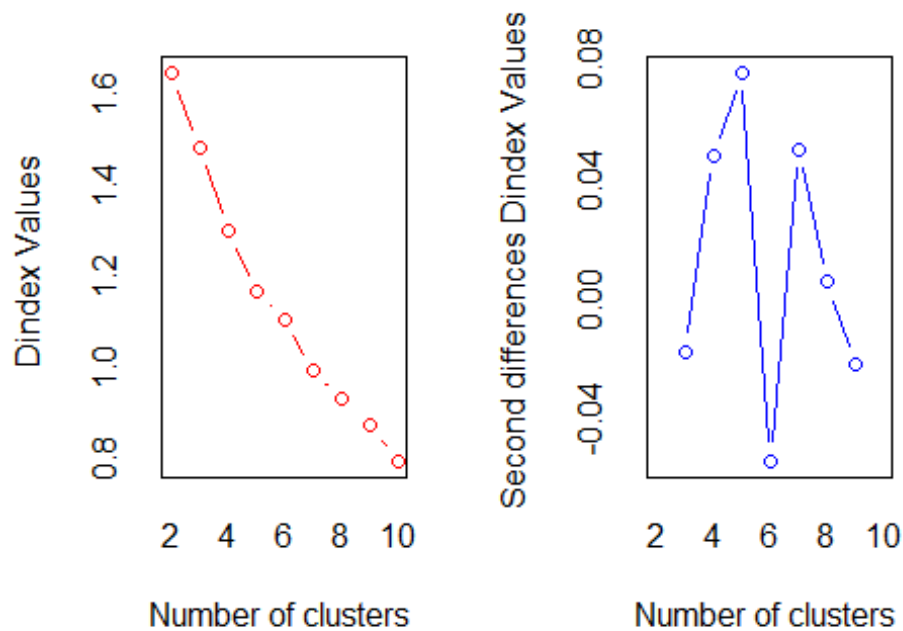 Dindex Values
1.6
1.4
1.2
1.0
0.8
2 4 6 8 10
Number of clusters
Second differences Dindex Values
0.08
0.04
0.00
-0.04
2 4 6 8 10
Number of clusters